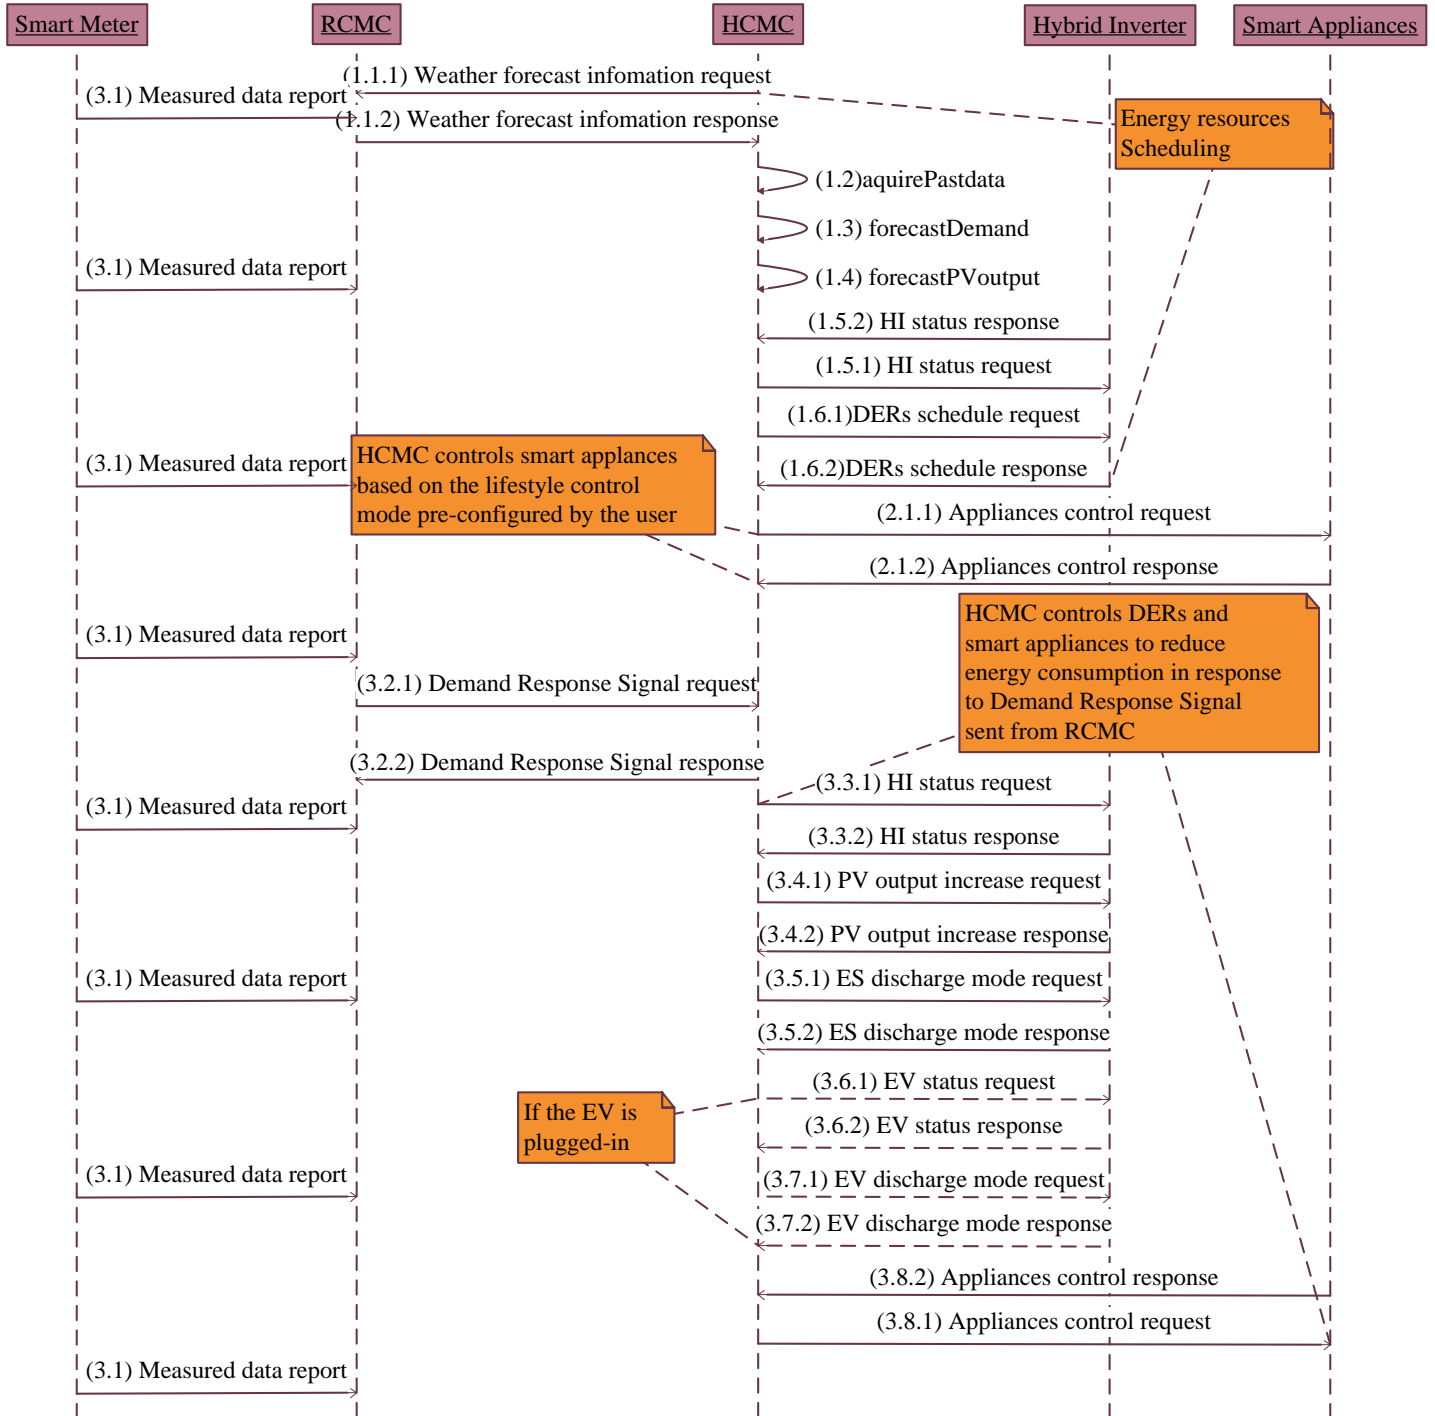 Smart Meter
RCMC
HCMC
Hybrid Inverter
Smart Appliances
(1.1.1) Weather forecast infomation request
(3.1) Measured data report
(1.1.2) Weather forecast infomation response
Energy resources
Scheduling
(1.2)aquirePastdata
(1.3) forecastDemand
(3.1) Measured data report
(1.4) forecastPVoutput
(1.5.2) HI status response
(1.5.1) HI status request
(1.6.1)DERs schedule request
(3.1) Measured data report
HCMC controls smart applances
based on the lifestyle control
mode pre-configured by the user
(1.6.2)DERs schedule response
(2.1.1) Appliances control request
(2.1.2) Appliances control response
HCMC controls DERs and
smart appliances to reduce
energy consumption in response
to Demand Response Signal
sent from RCMC
(3.1) Measured data report
(3.2.1) Demand Response Signal request
(3.2.2) Demand Response Signal response
(3.3.1) HI status request
(3.1) Measured data report
(3.3.2) HI status response
(3.4.1) PV output increase request
(3.4.2) PV output increase response
(3.1) Measured data report
(3.5.1) ES discharge mode request
(3.5.2) ES discharge mode response
(3.6.1) EV status request
If the EV is
plugged-in
(3.6.2) EV status response
(3.1) Measured data report
(3.7.1) EV discharge mode request
(3.7.2) EV discharge mode response
(3.8.2) Appliances control response
(3.8.1) Appliances control request
(3.1) Measured data report